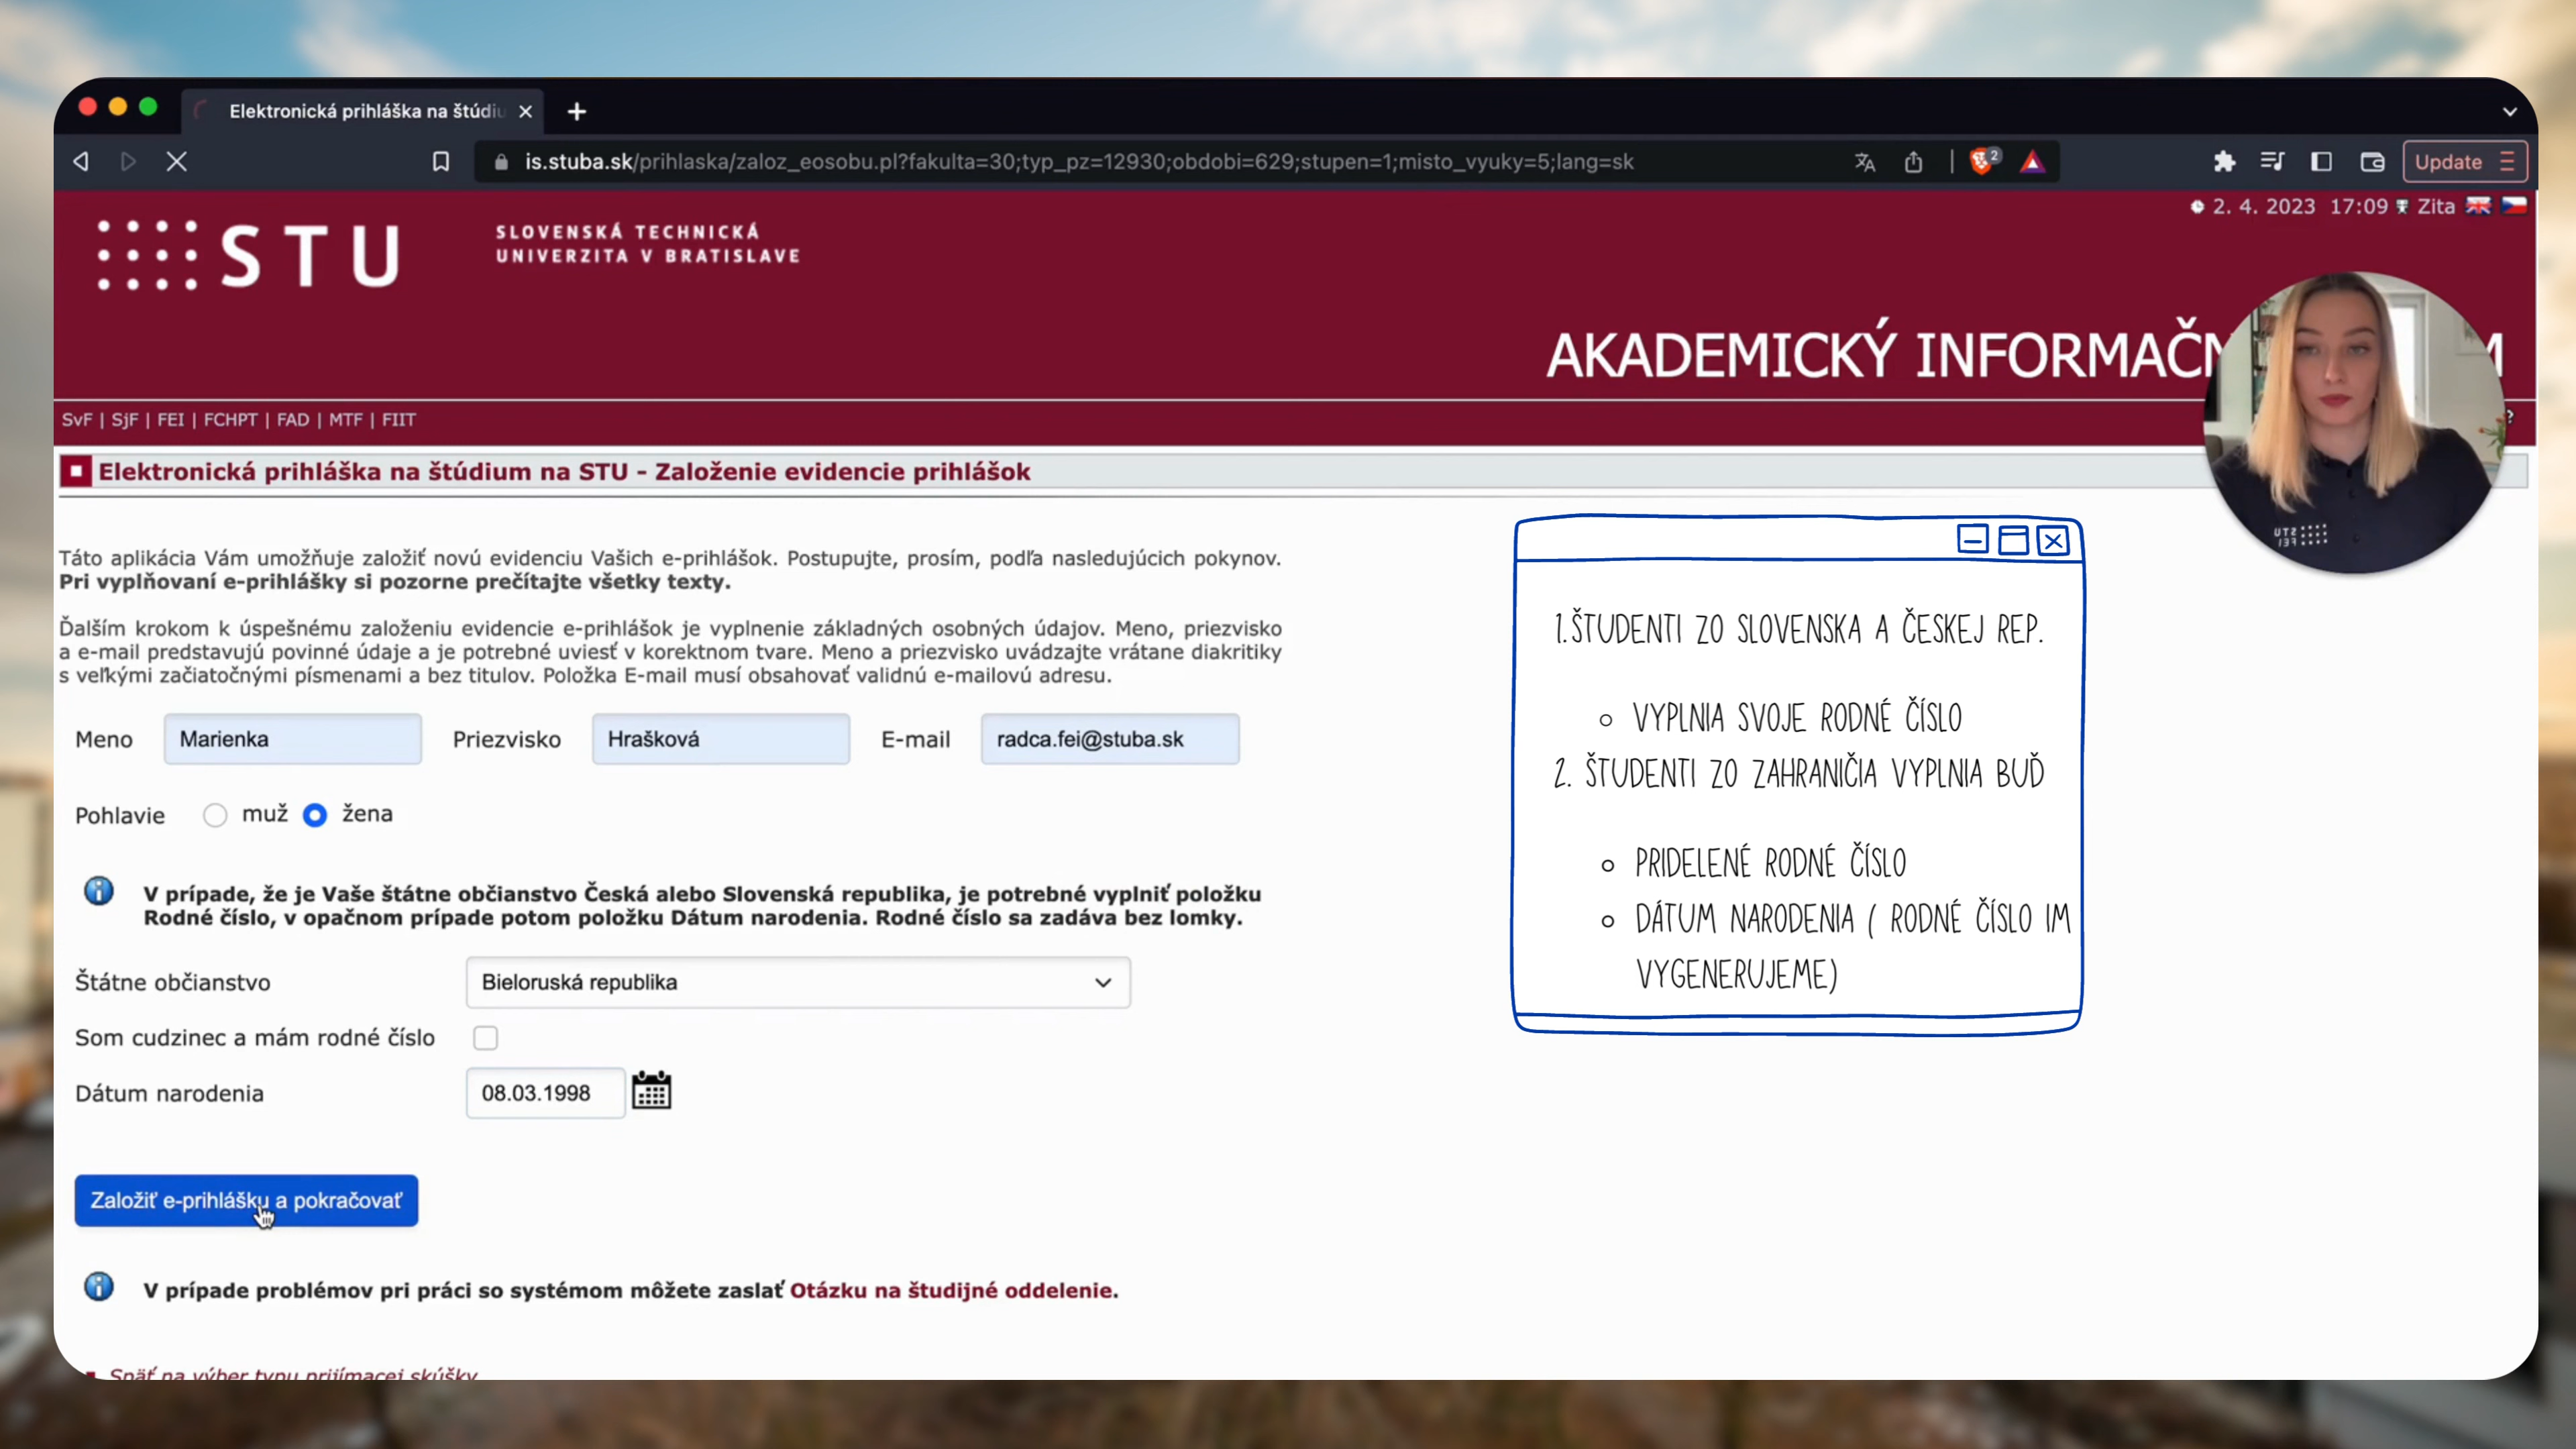 Elektronická prihláška na štúdiu
Update
is.stuba.sk/prihlaska/zaloz_eosobu.pl?fakulta=30;typ_pz=12930;obdobi=629;stupen=1;misto_vyuky=5;lang=sk
2
2. 4. 2023 17:09 Zita
STU
SLOVENSKÁ TECHNICKÁ
UNIVERZITA V BRATISLAVE
AKADEMICKÝ INFORMAČN M
SvF | SjF | FEI | FCHPT | FAD | MTF | FIIT
?
Elektronická prihláška na štúdium na STU - Založenie evidencie prihlášok
STU
FEI
Táto aplikácia Vám umožňuje založiť novú evidenciu Vašich e-prihlášok. Postupujte, prosím, podľa nasledujúcich pokynov.
Pri vyplňovaní e-prihlášky si pozorne prečítajte všetky texty.
Ďalším krokom k úspešnému založeniu evidencie e-prihlášok je vyplnenie základných osobných údajov. Meno, priezvisko
a e-mail predstavujú povinné údaje a je potrebné uviesť v korektnom tvare. Meno a priezvisko uvádzajte vrátane diakritiky
s veľkými začiatočnými písmenami a bez titulov. Položka E-mail musí obsahovať validnú e-mailovú adresu.
Meno Marienka Priezvisko Hrašková E-mail radca.fei@stuba.sk
Pohlavie muž žena
V prípade, že je Vaše štátne občianstvo Česká alebo Slovenská republika, je potrebné vyplniť položku
Rodné číslo, v opačnom prípade potom položku Dátum narodenia. Rodné číslo sa zadáva bez lomky.
Štátne občianstvo Bieloruská republika
Som cudzinec a mám rodné číslo
Dátum narodenia 08.03.1998
Založiť e-prihlášku a pokračovať
V prípade problémov pri práci so systémom môžete zaslať Otázku na študijné oddelenie.
Späť na výber typu prijímacej skúšky
1.ŠTUDENTI ZO SLOVENSKA A ČESKEJ REP.
VYPLNIA SVOJE RODNÉ ČÍSLO
2. ŠTUDENTI ZO ZAHRANIČIA VYPLNIA BUĎ
PRIDELENÉ RODNÉ ČÍSLO
DÁTUM NARODENIA ( RODNÉ ČÍSLO IM
VYGENERUJEME)